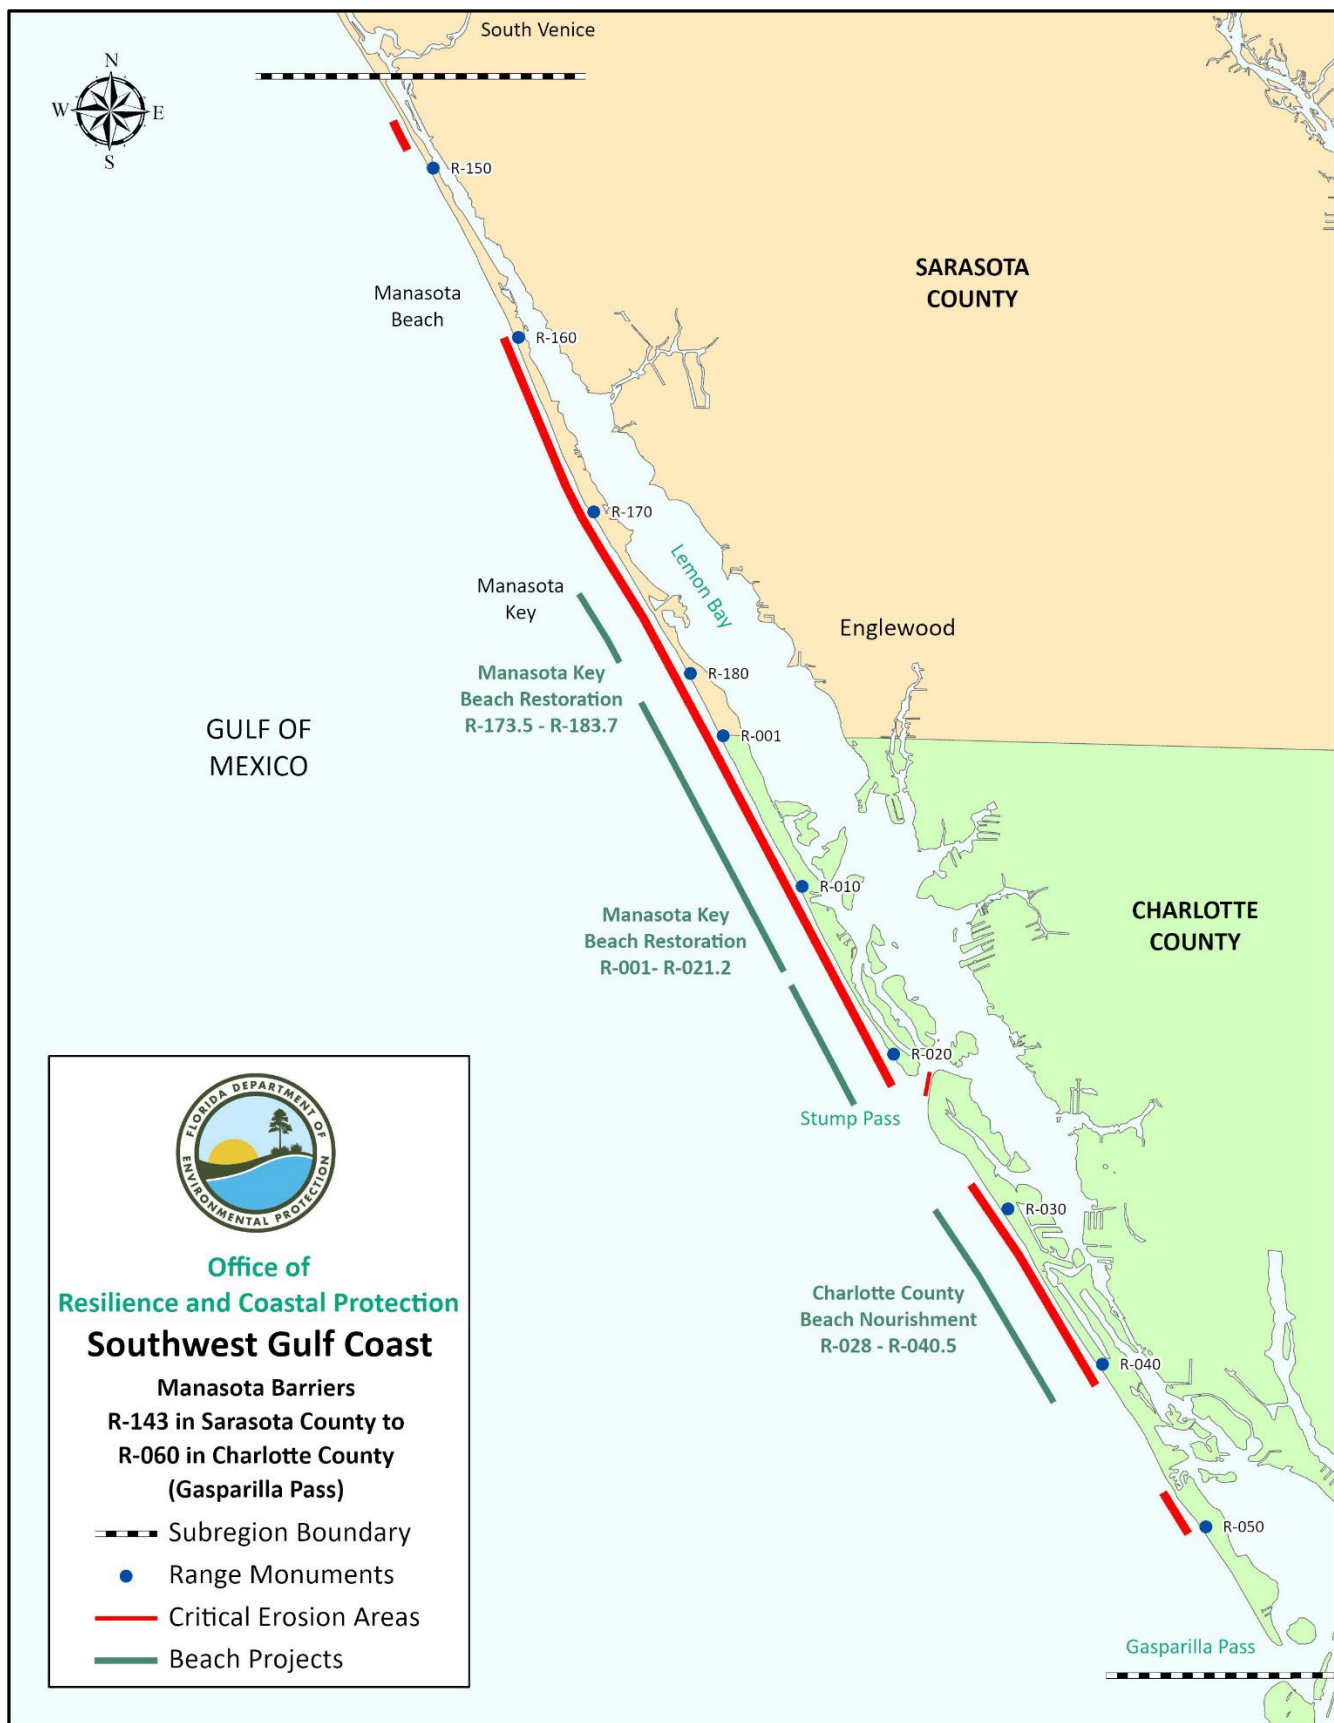 South Venice
N
W
E
S
R-150
SARASOTA
COUNTY
Manasota
Beach
R-160
R-170
Lemon Bay
Manasota
Key
Englewood
Manasota Key
Beach Restoration
R-173.5 - R-183.7
R-180
GULF OF
MEXICO
R-001
R-010
CHARLOTTE
COUNTY
Manasota Key
Beach Restoration
R-001- R-021.2
R-020
Stump Pass
R-030
Charlotte County
Beach Nourishment
R-028 - R-040.5
R-040
R-050
Gasparilla Pass
FLORIDA DEPARTMENT OF
ENVIRONMENTAL PROTECTION
Office of
Resilience and Coastal Protection
Southwest Gulf Coast
Manasota Barriers
R-143 in Sarasota County to
R-060 in Charlotte County
(Gasparilla Pass)
Subregion Boundary
Range Monuments
Critical Erosion Areas
Beach Projects